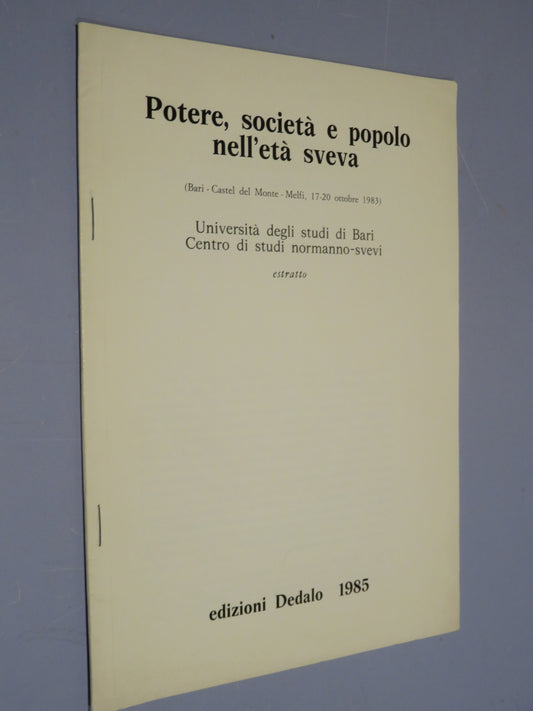 Potere, società e popolo
nell'età sveva
(Bari - Castel del Monte - Melfi, 17-20 ottobre 1983)
Università degli studi di Bari
Centro di studi normanno-svevi
estratto
edizioni Dedalo 1985